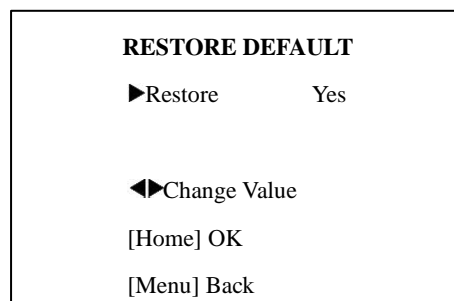 RESTORE DEFAULT
▶Restore Yes
◀▶Change Value
[Home] OK
[Menu] Back